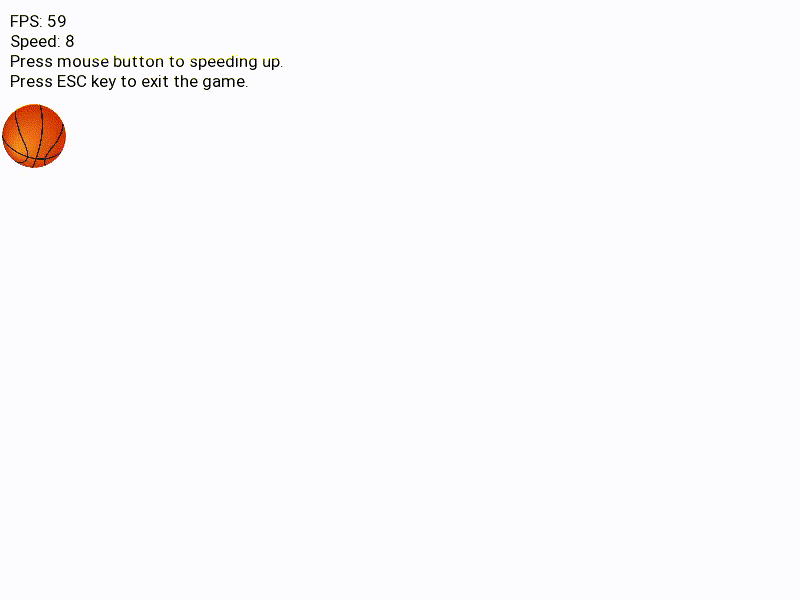 FPS: 59
Speed: 8
Press mouse button to speeding up.
Press ESC key to exit the game.